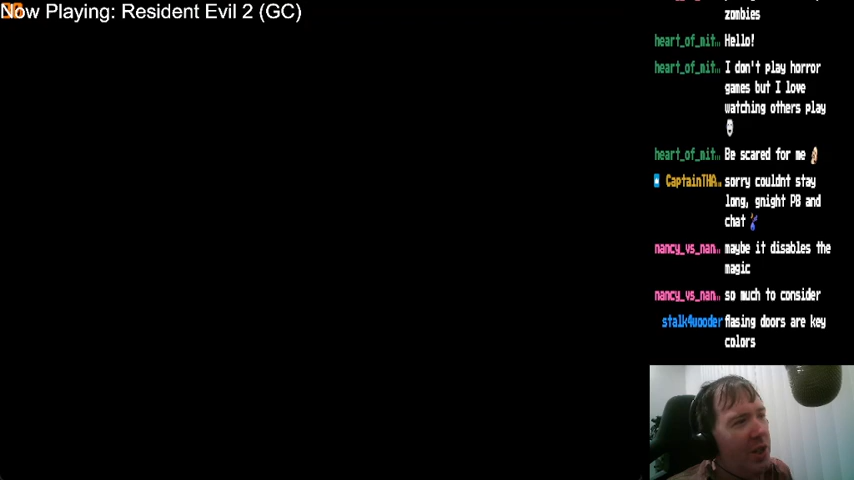 Now Playing: Resident Evil 2 (GC)
zombies
heart_of_mit… Hello!
heart_of_mit… I don't play horror
games but I love
watching others play
heart_of_mit… Be scared for me
CaptainTHA… sorry couldnt stay
long, gnight PB and
chat
nancy_vs_nan… maybe it disables the
magic
nancy_vs_nan… so much to consider
stalk4wooder flasing doors are key
colors